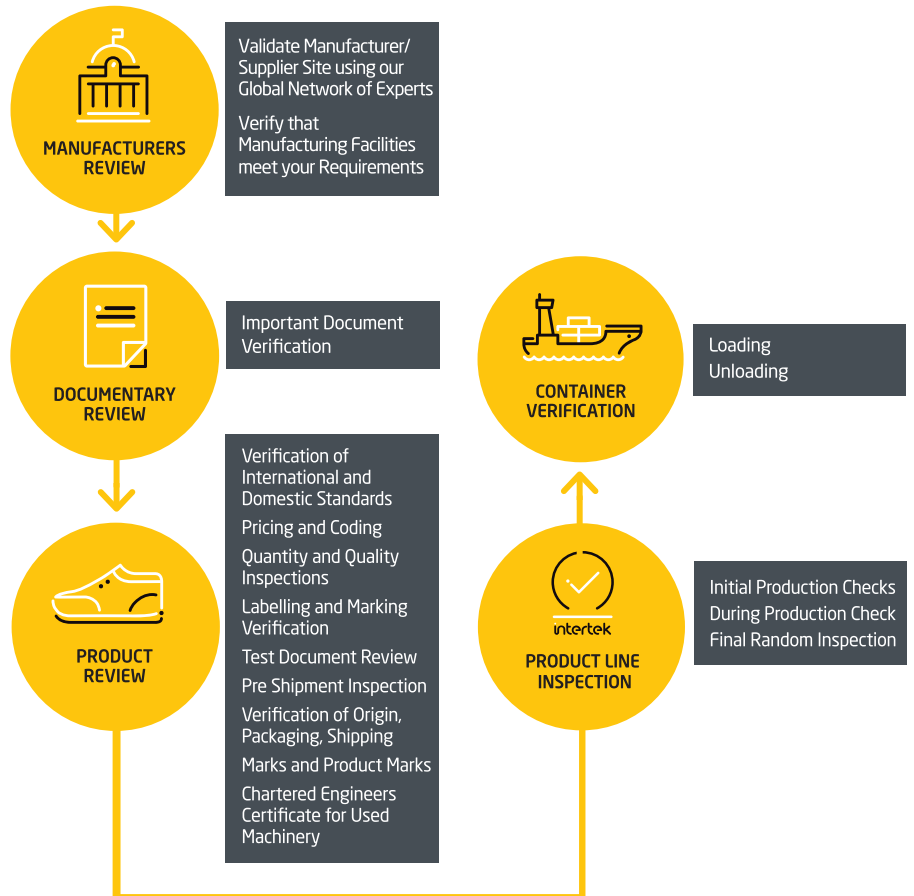 MANUFACTURERS
REVIEW
Validate Manufacturer/
Supplier Site using our
Global Network of Experts
Verify that
Manufacturing Facilities
meet your Requirements
DOCUMENTARY
REVIEW
Important Document
Verification
PRODUCT
REVIEW
Verification of
International and
Domestic Standards
Pricing and Coding
Quantity and Quality
Inspections
Labelling and Marking
Verification
Test Document Review
Pre Shipment Inspection
Verification of Origin,
Packaging, Shipping
Marks and Product Marks
Chartered Engineers
Certificate for Used
Machinery
intertek
PRODUCT LINE
INSPECTION
Initial Production Checks
During Production Check
Final Random Inspection
CONTAINER
VERIFICATION
Loading
Unloading